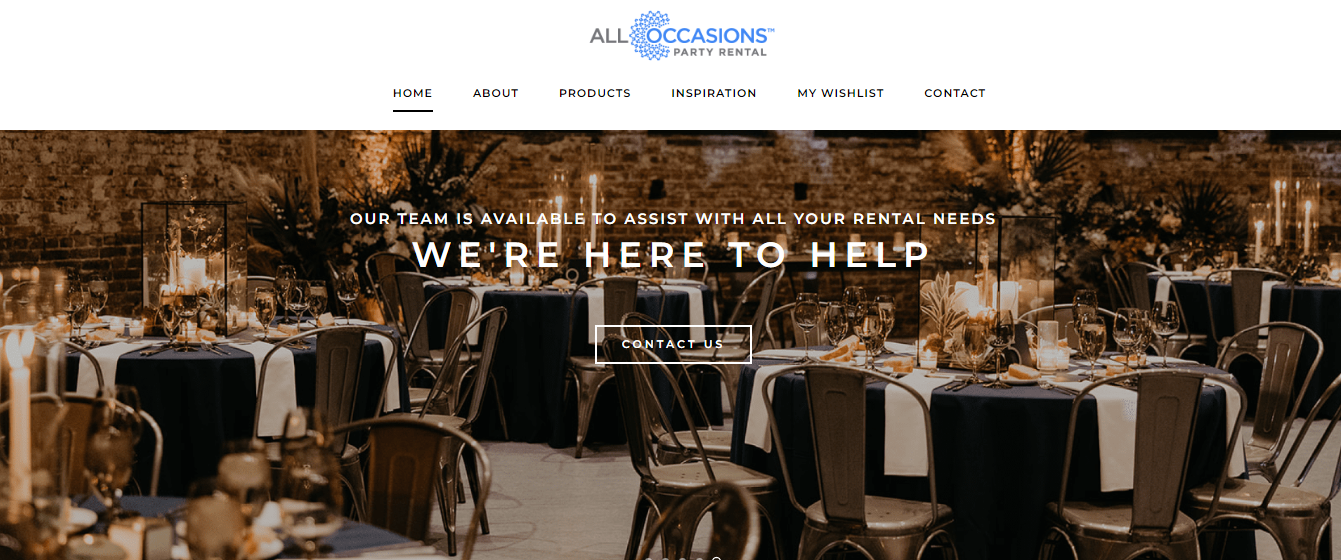 ALL OCCASIONS™
PARTY RENTAL
HOME ABOUT PRODUCTS INSPIRATION MY WISHLIST CONTACT
OUR TEAM IS AVAILABLE TO ASSIST WITH ALL YOUR RENTAL NEEDS
WE'RE HERE TO HELP
CONTACT US